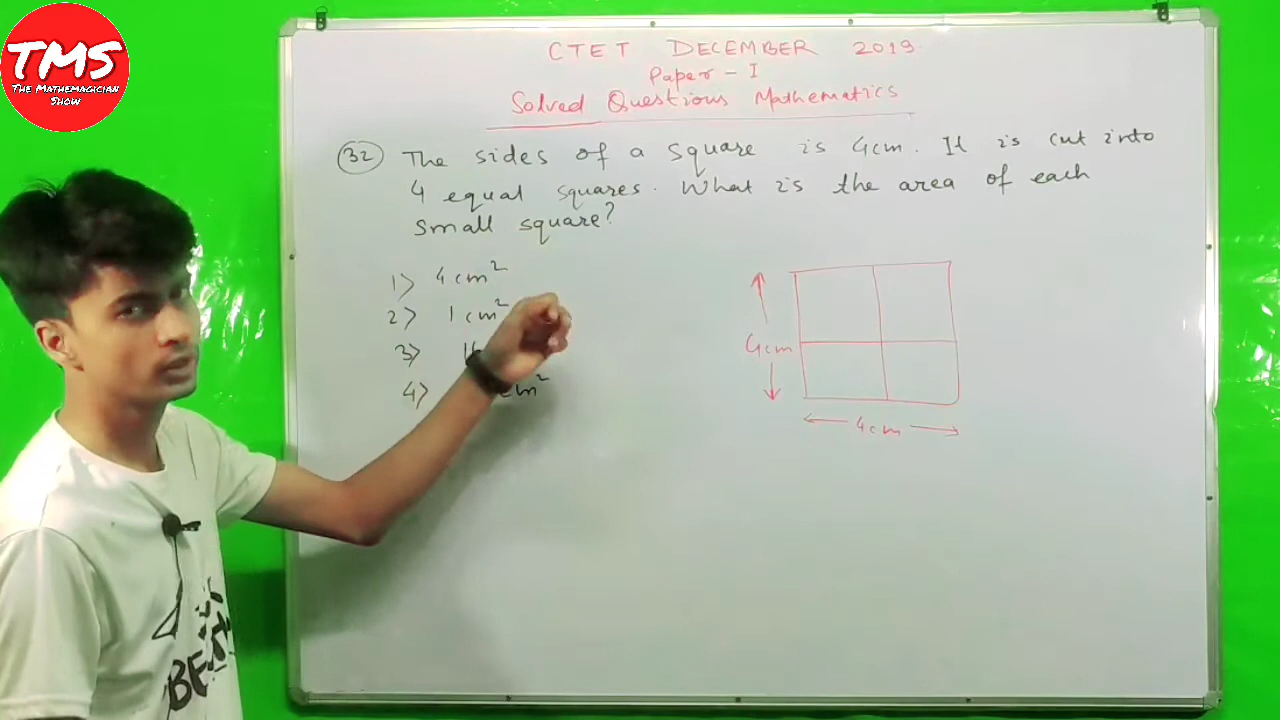 TMS
THE MATHEMAGICIAN
SHOW
CTET DECEMBER 2019
Paper - I
Solved Questions Mathematics
32 The sides of a square is 4cm. It is cut into
4 equal squares. What is the area of each
small square?
1> 4 cm²
2> 1 cm²
3>
4> cm²
4cm
4cm
BE